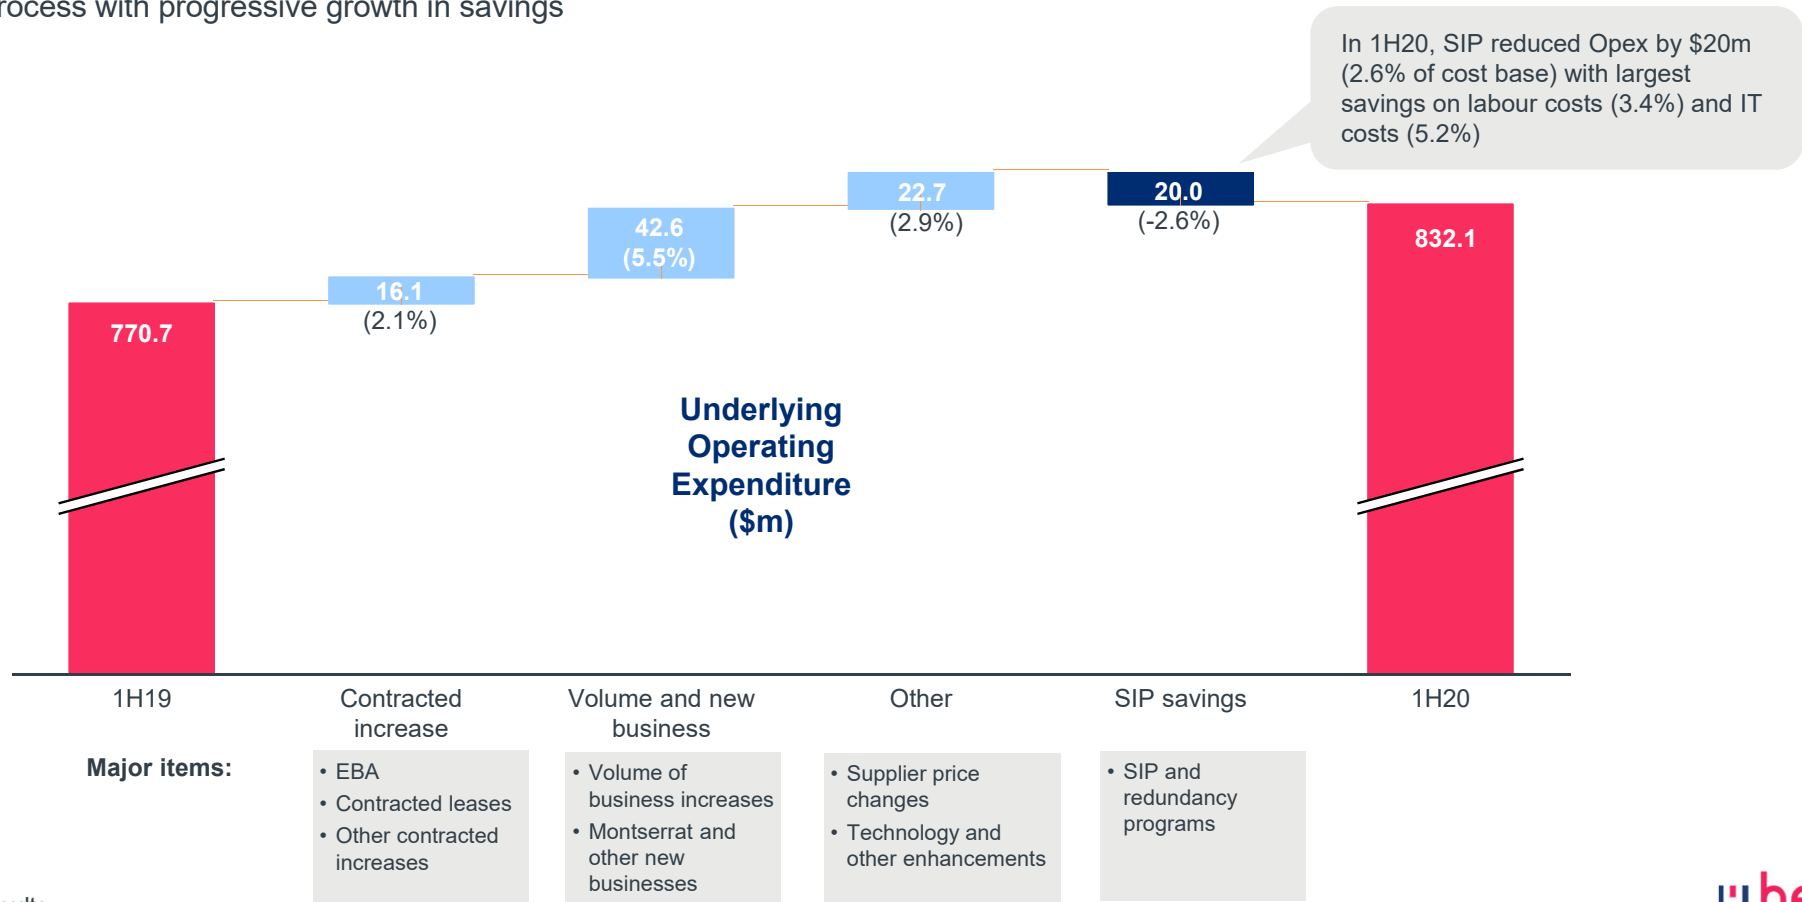 process with progressive growth in savings
In 1H20, SIP reduced Opex by $20m
(2.6% of cost base) with largest
savings on labour costs (3.4%) and IT
costs (5.2%)
22.7
(2.9%)
20.0
(-2.6%)
42.6
(5.5%)
832.1
16.1
(2.1%)
770.7
Underlying
Operating
Expenditure
($m)
1H19
Contracted
increase
Volume and new
business
Other
SIP savings
1H20
Major items:
• EBA
• Contracted leases
• Other contracted
increases
• Volume of
business increases
• Montserrat and
other new
businesses
• Supplier price
changes
• Technology and
other enhancements
• SIP and
redundancy
programs